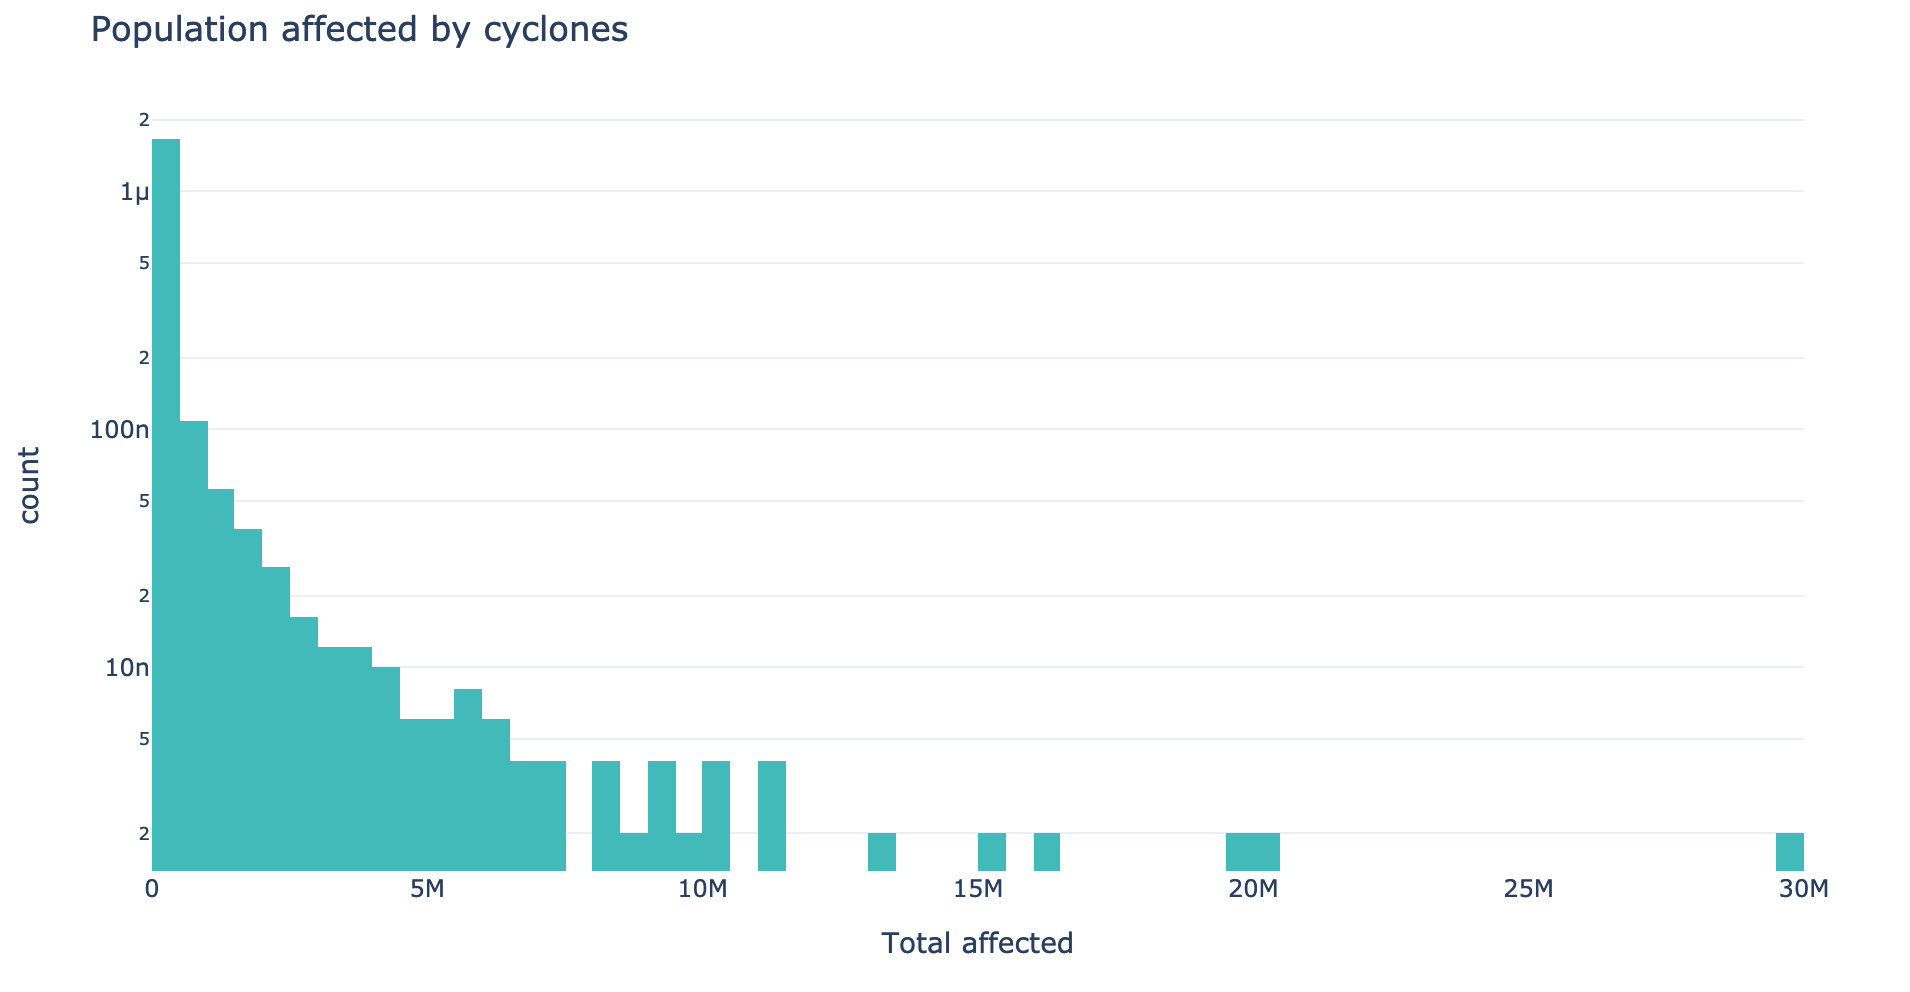 Population affected by cyclones
2
1μ
5
2
100n
5
2
10n
5
2
count
0 5M 10M 15M 20M 25M 30M
Total affected